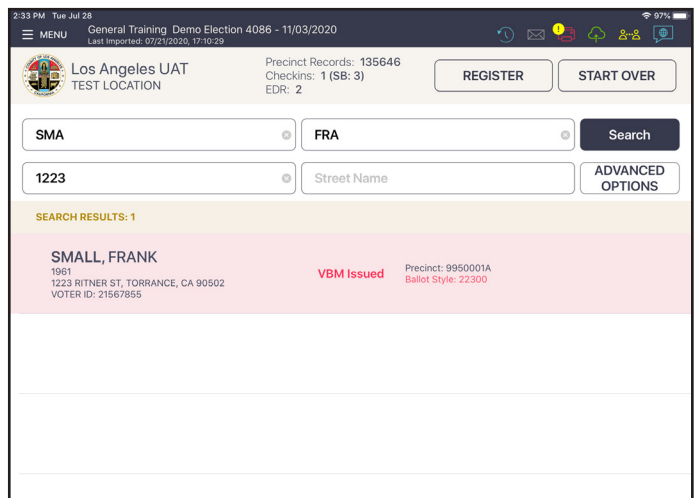 2:33 PM Tue Jul 28
97%
MENU
General Training Demo Election 4086 - 11/03/2020
Last Imported: 07/21/2020, 17:10:29
Los Angeles UAT
TEST LOCATION
Precinct Records: 135646
Checkins: 1 (SB: 3)
EDR: 2
REGISTER
START OVER
SMA
FRA
Search
1223
Street Name
ADVANCED
OPTIONS
SEARCH RESULTS: 1
SMALL, FRANK
1961
1223 RITNER ST, TORRANCE, CA 90502
VOTER ID: 21567855
VBM Issued
Precinct: 9950001A
Ballot Style: 22300